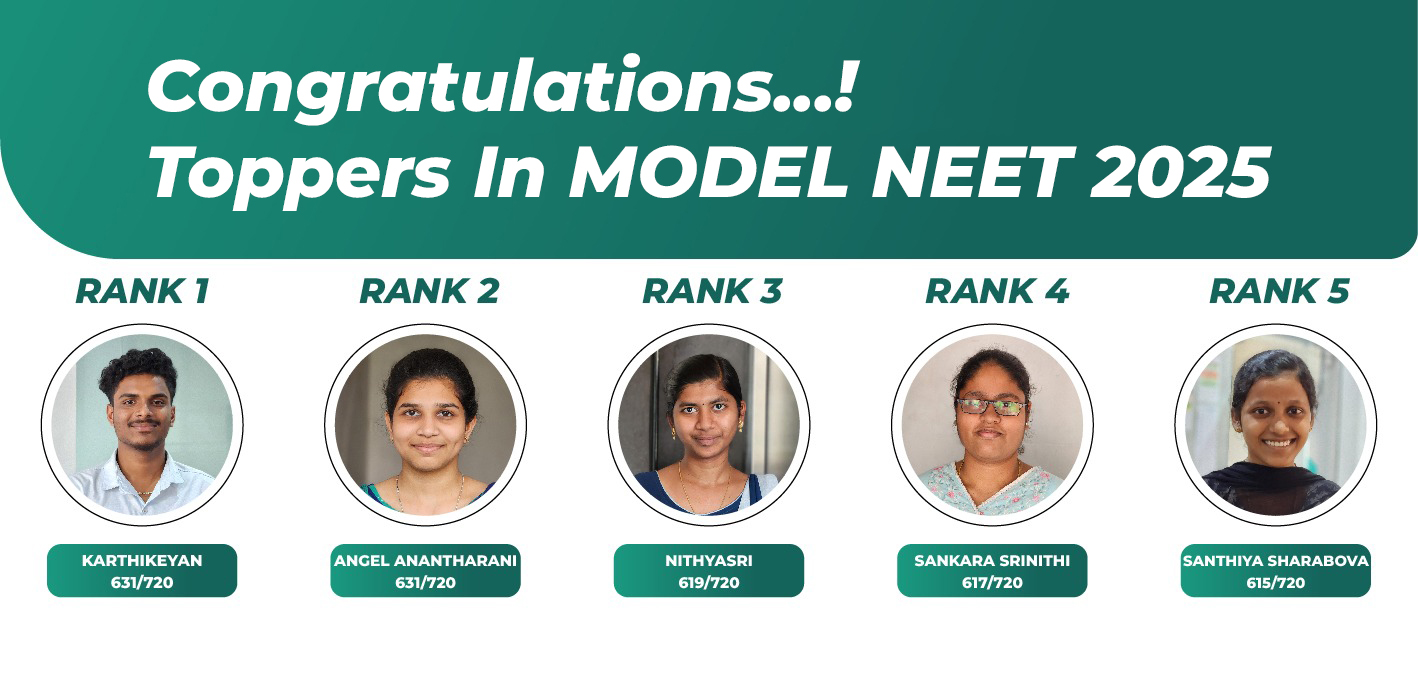 Congratulations...!
Toppers In MODEL NEET 2025
RANK 1
RANK 2
RANK 3
RANK 4
RANK 5
KARTHIKEYAN
631/720
ANGEL ANANTHARANI
631/720
NITHYASRI
619/720
SANKARA SRINITHI
617/720
SANTHIYA SHARABOVA
615/720